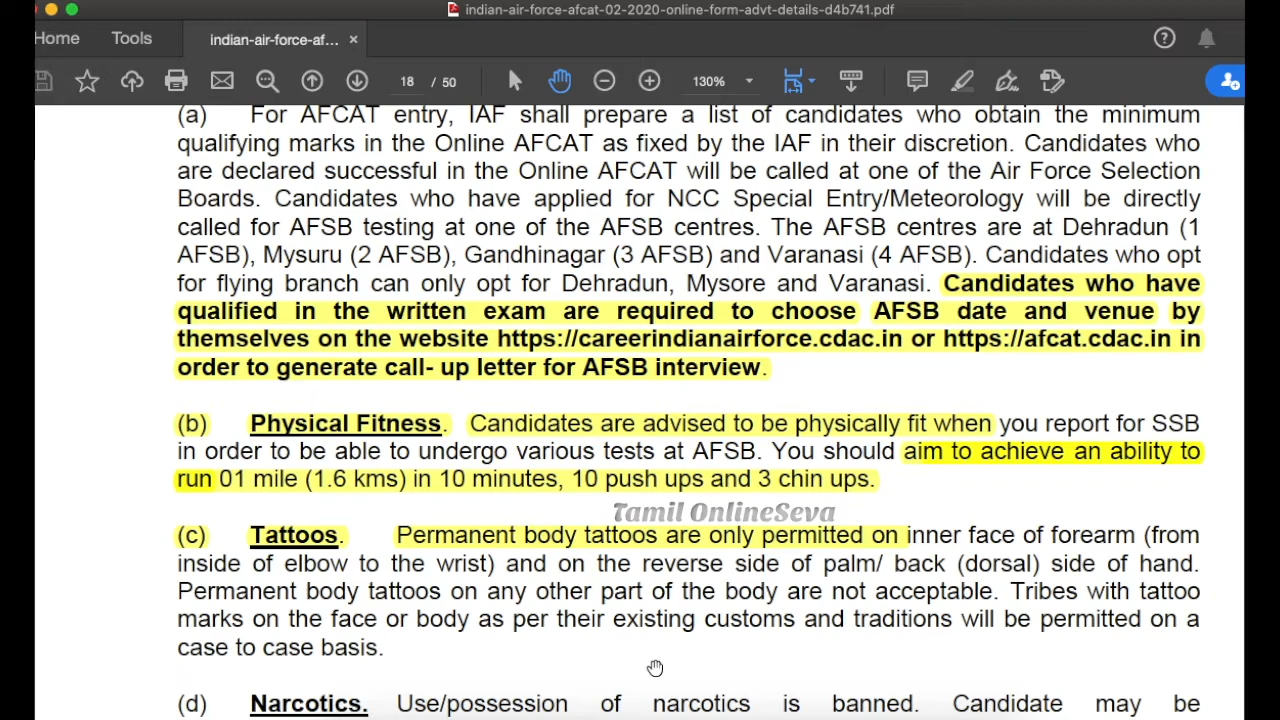 indian-air-force-afcat-02-2020-online-form-advt-details-d4b741.pdf
Home Tools indian-air-force-af... ×
18 / 50 130%
(a) For AFCAT entry, IAF shall prepare a list of candidates who obtain the minimum
qualifying marks in the Online AFCAT as fixed by the IAF in their discretion. Candidates who
are declared successful in the Online AFCAT will be called at one of the Air Force Selection
Boards. Candidates who have applied for NCC Special Entry/Meteorology will be directly
called for AFSB testing at one of the AFSB centres. The AFSB centres are at Dehradun (1
AFSB), Mysuru (2 AFSB), Gandhinagar (3 AFSB) and Varanasi (4 AFSB). Candidates who opt
for flying branch can only opt for Dehradun, Mysore and Varanasi. Candidates who have
qualified in the written exam are required to choose AFSB date and venue by
themselves on the website https://careerindianairforce.cdac.in or https://afcat.cdac.in in
order to generate call- up letter for AFSB interview.
(b) Physical Fitness. Candidates are advised to be physically fit when you report for SSB
in order to be able to undergo various tests at AFSB. You should aim to achieve an ability to
run 01 mile (1.6 kms) in 10 minutes, 10 push ups and 3 chin ups.
Tamil OnlineSeva
(c) Tattoos. Permanent body tattoos are only permitted on inner face of forearm (from
inside of elbow to the wrist) and on the reverse side of palm/ back (dorsal) side of hand.
Permanent body tattoos on any other part of the body are not acceptable. Tribes with tattoo
marks on the face or body as per their existing customs and traditions will be permitted on a
case to case basis.
(d) Narcotics. Use/possession of narcotics is banned. Candidate may be